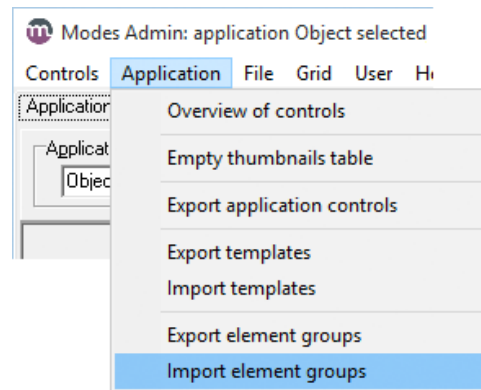 Modes Admin: application Object selected
Controls Application File Grid User
Application
Overview of controls
Empty thumbnails table
Export application controls
Export templates
Import templates
Export element groups
Import element groups